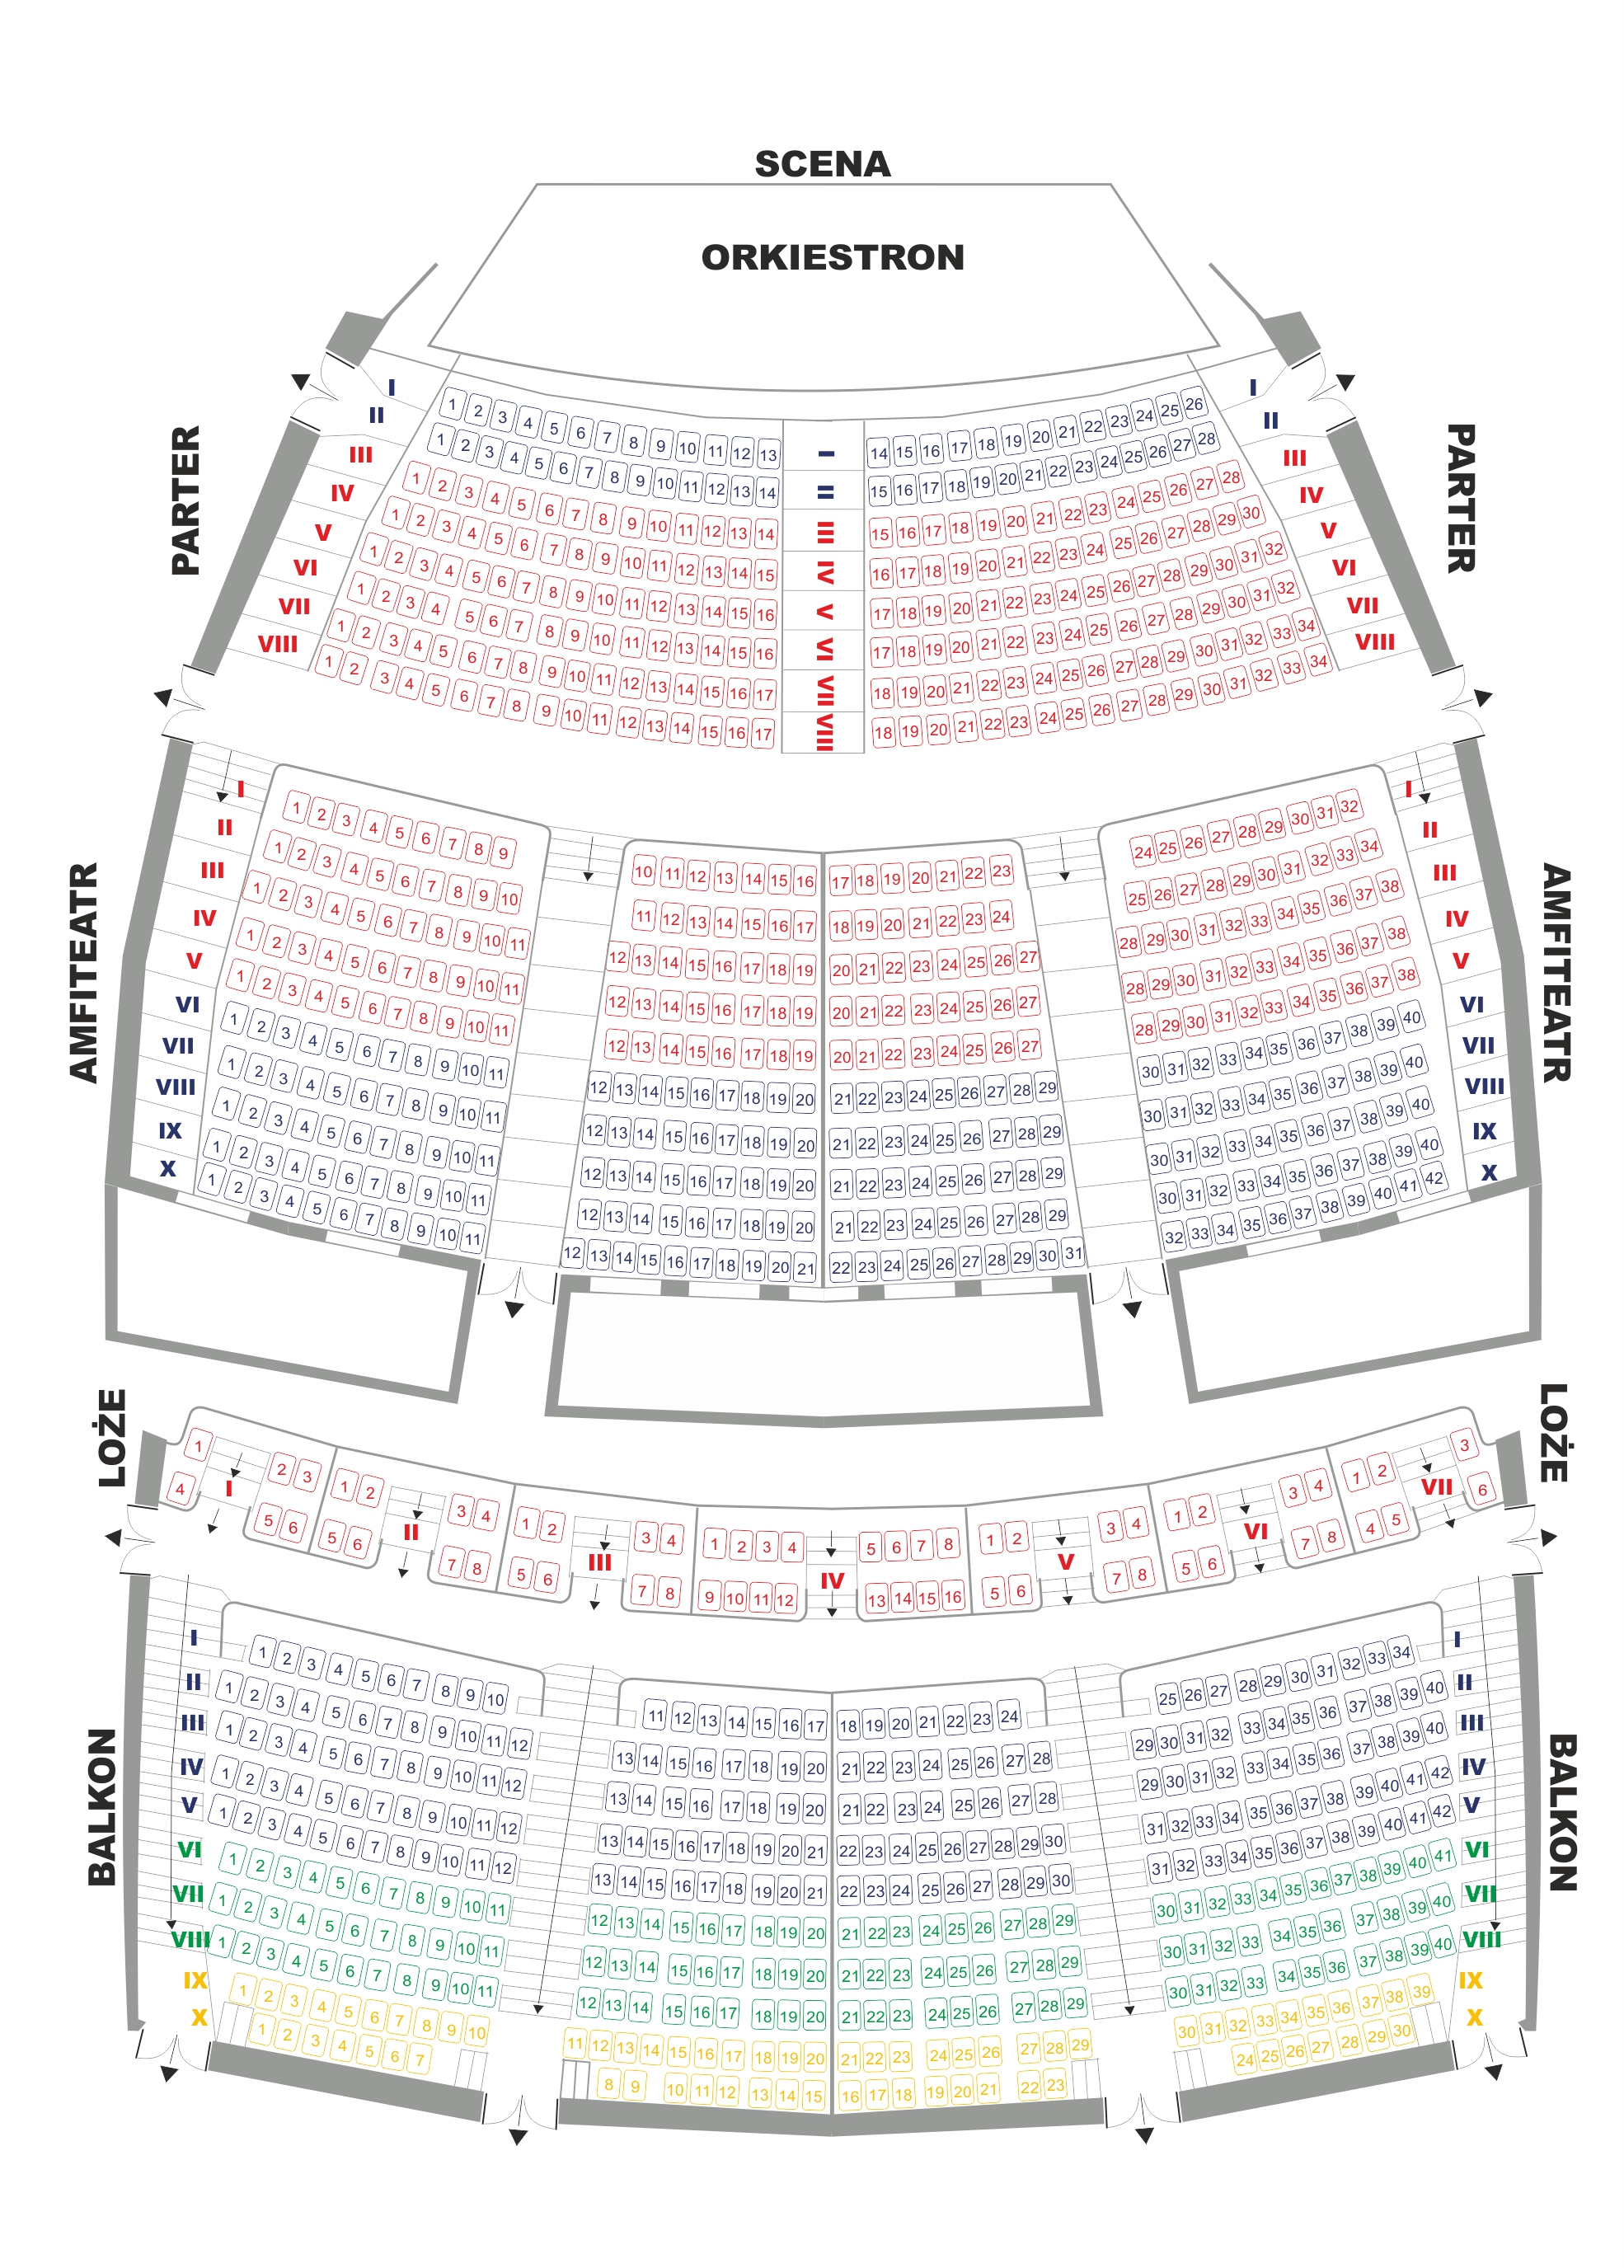 SCENA
ORKIESTRON
PARTER
PARTER
I 1 2 3 4 5 6 7 8 9 10 11 12 13 I 14 15 16 17 18 19 20 21 22 23 24 25 26 I
II 1 2 3 4 5 6 7 8 9 10 11 12 13 14 II 15 16 17 18 19 20 21 22 23 24 25 26 27 28 II
III 1 2 3 4 5 6 7 8 9 10 11 12 13 14 III 15 16 17 18 19 20 21 22 23 24 25 26 27 28 III
IV 1 2 3 4 5 6 7 8 9 10 11 12 13 14 15 IV 16 17 18 19 20 21 22 23 24 25 26 27 28 29 30 IV
V 1 2 3 4 5 6 7 8 9 10 11 12 13 14 15 16 V 17 18 19 20 21 22 23 24 25 26 27 28 29 30 31 32 V
VI 1 2 3 4 5 6 7 8 9 10 11 12 13 14 15 16 VI 17 18 19 20 21 22 23 24 25 26 27 28 29 30 31 32 VI
VII 1 2 3 4 5 6 7 8 9 10 11 12 13 14 15 16 17 VII 18 19 20 21 22 23 24 25 26 27 28 29 30 31 32 33 34 VII
VIII 1 2 3 4 5 6 7 8 9 10 11 12 13 14 15 16 17 VIII 18 19 20 21 22 23 24 25 26 27 28 29 30 31 32 33 34 VIII
AMFITEATR
AMFITEATR
I 1 2 3 4 5 6 7 8 9 10 11 12 13 14 15 16 17 18 19 20 21 22 23 24 25 26 27 28 29 30 31 32 I
II 1 2 3 4 5 6 7 8 9 10 11 12 13 14 15 16 17 18 19 20 21 22 23 24 25 26 27 28 29 30 31 32 33 34 II
III 1 2 3 4 5 6 7 8 9 10 11 12 13 14 15 16 17 18 19 20 21 22 23 24 25 26 27 28 29 30 31 32 33 34 35 36 37 38 III
IV 1 2 3 4 5 6 7 8 9 10 11 12 13 14 15 16 17 18 19 20 21 22 23 24 25 26 27 28 29 30 31 32 33 34 35 36 37 38 IV
V 1 2 3 4 5 6 7 8 9 10 11 12 13 14 15 16 17 18 19 20 21 22 23 24 25 26 27 28 29 30 31 32 33 34 35 36 37 38 V
VI 1 2 3 4 5 6 7 8 9 10 11 12 13 14 15 16 17 18 19 20 21 22 23 24 25 26 27 28 29 30 31 32 33 34 35 36 37 38 39 40 VI
VII 1 2 3 4 5 6 7 8 9 10 11 12 13 14 15 16 17 18 19 20 21 22 23 24 25 26 27 28 29 30 31 32 33 34 35 36 37 38 39 40 VII
VIII 1 2 3 4 5 6 7 8 9 10 11 12 13 14 15 16 17 18 19 20 21 22 23 24 25 26 27 28 29 30 31 32 33 34 35 36 37 38 39 40 VIII
IX 1 2 3 4 5 6 7 8 9 10 11 12 13 14 15 16 17 18 19 20 21 22 23 24 25 26 27 28 29 30 31 32 33 34 35 36 37 38 39 40 IX
X 1 2 3 4 5 6 7 8 9 10 11 12 13 14 15 16 17 18 19 20 21 22 23 24 25 26 27 28 29 30 31 32 33 34 35 36 37 38 39 40 41 42 X
LOŻE
LOŻE
1 2 3
I
4 5 6
1 2 3 4
II
5 6 7 8
1 2 3 4
III
5 6 7 8
1 2 3 4 5 6 7 8
IV
9 10 11 12 13 14 15 16
1 2 3 4
V
5 6 7 8
1 2 3 4
VI
5 6 7 8
1 2 3
VII
4 5 6
BALKON
BALKON
I 1 2 3 4 5 6 7 8 9 10 11 12 13 14 15 16 17 18 19 20 21 22 23 24 25 26 27 28 29 30 31 32 33 34 I
II 1 2 3 4 5 6 7 8 9 10 11 12 13 14 15 16 17 18 19 20 21 22 23 24 25 26 27 28 29 30 31 32 33 34 35 36 37 38 39 40 II
III 1 2 3 4 5 6 7 8 9 10 11 12 13 14 15 16 17 18 19 20 21 22 23 24 25 26 27 28 29 30 31 32 33 34 35 36 37 38 39 40 III
IV 1 2 3 4 5 6 7 8 9 10 11 12 13 14 15 16 17 18 19 20 21 22 23 24 25 26 27 28 29 30 31 32 33 34 35 36 37 38 39 40 41 42 IV
V 1 2 3 4 5 6 7 8 9 10 11 12 13 14 15 16 17 18 19 20 21 22 23 24 25 26 27 28 29 30 31 32 33 34 35 36 37 38 39 40 41 42 V
VI 1 2 3 4 5 6 7 8 9 10 11 12 13 14 15 16 17 18 19 20 21 22 23 24 25 26 27 28 29 30 31 32 33 34 35 36 37 38 39 40 41 VI
VII 1 2 3 4 5 6 7 8 9 10 11 12 13 14 15 16 17 18 19 20 21 22 23 24 25 26 27 28 29 30 31 32 33 34 35 36 37 38 39 40 VII
VIII 1 2 3 4 5 6 7 8 9 10 11 12 13 14 15 16 17 18 19 20 21 22 23 24 25 26 27 28 29 30 31 32 33 34 35 36 37 38 39 40 VIII
IX 1 2 3 4 5 6 7 8 9 10 11 12 13 14 15 16 17 18 19 20 21 22 23 24 25 26 27 28 29 30 31 32 33 34 35 36 37 38 39 IX
X 1 2 3 4 5 6 7 8 9 10 11 12 13 14 15 16 17 18 19 20 21 22 23 24 25 26 27 28 29 30 X